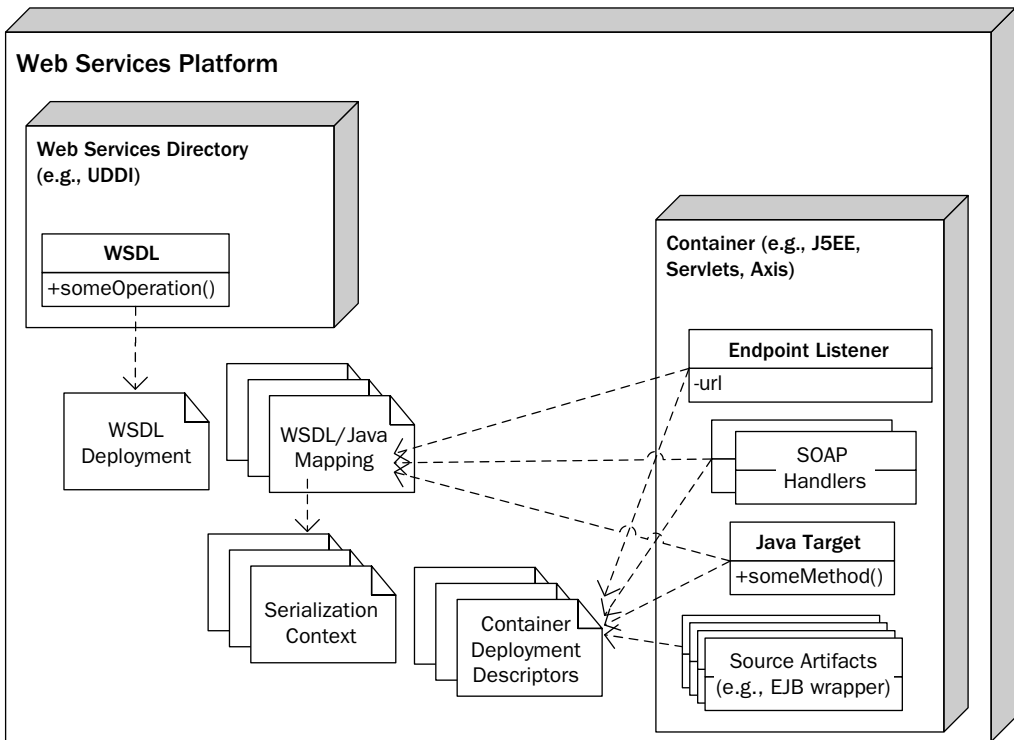 Web Services Platform
Web Services Directory
(e.g., UDDI)
WSDL
+someOperation()
WSDL
Deployment
WSDL/Java
Mapping
Serialization
Context
Container
Deployment
Descriptors
Container (e.g., J5EE,
Servlets, Axis)
Endpoint Listener
-url
SOAP
Handlers
Java Target
+someMethod()
Source Artifacts
(e.g., EJB wrapper)